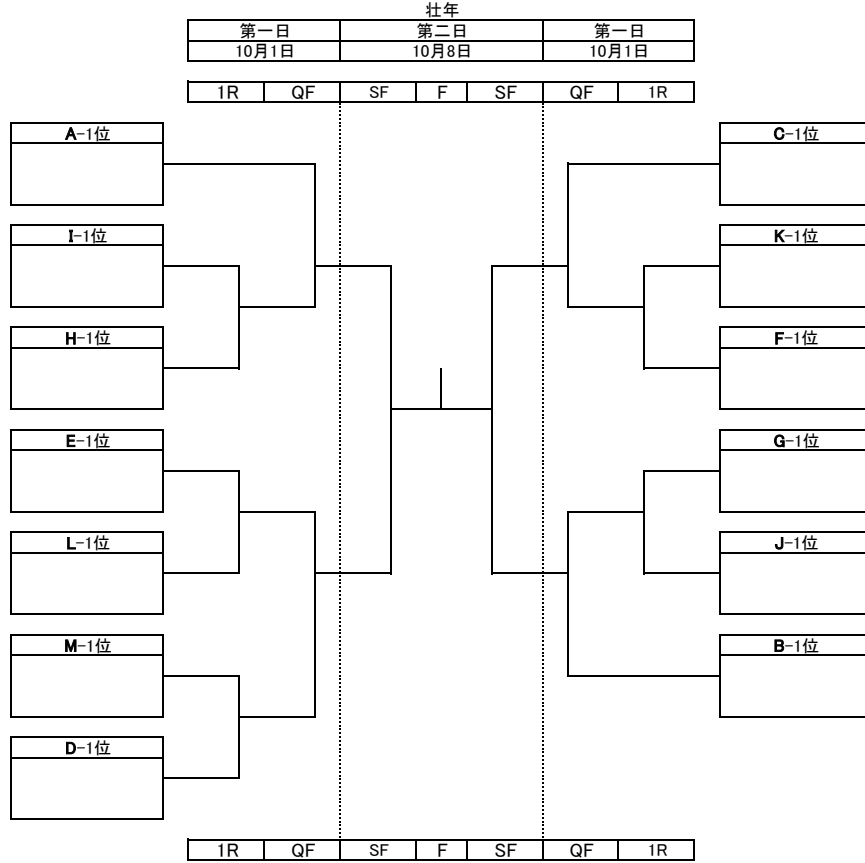 壮年
第一日 第二日 第一日
10月1日 10月8日 10月1日
1R QF SF F SF QF 1R
A-1位 C-1位
I-1位 K-1位
H-1位 F-1位
E-1位 G-1位
L-1位 J-1位
M-1位 B-1位
D-1位
1R QF SF F SF QF 1R